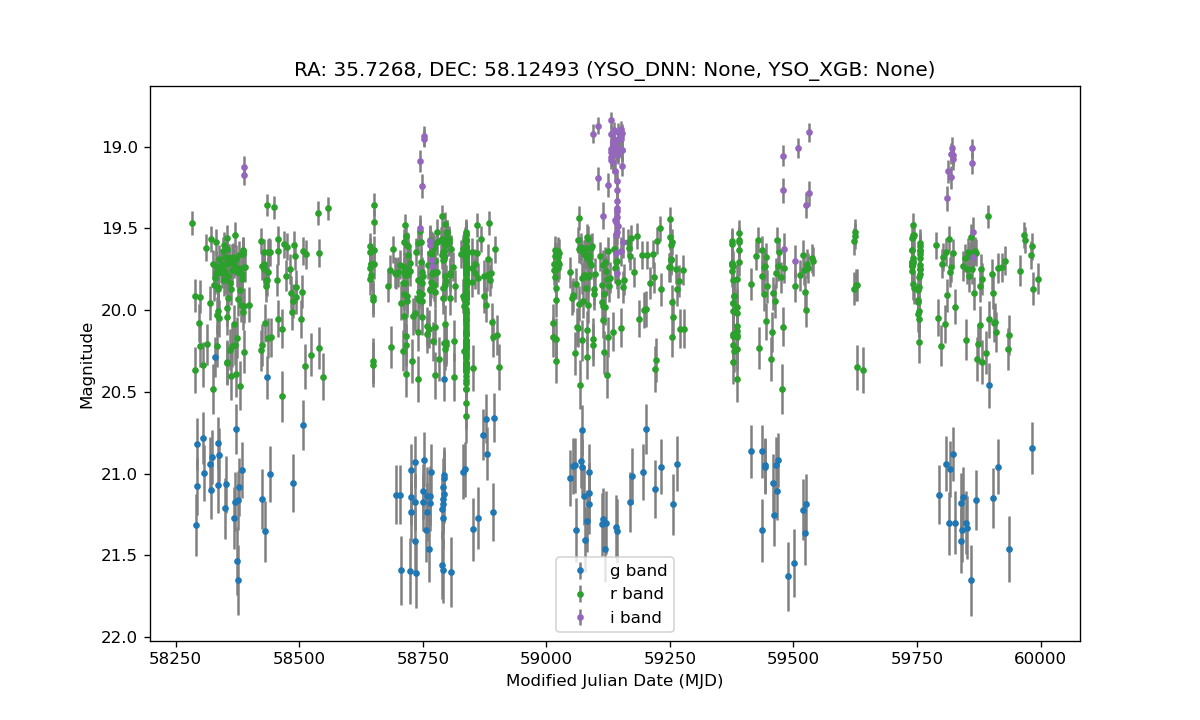 RA: 35.7268, DEC: 58.12493 (YSO_DNN: None, YSO_XGB: None)
Magnitude
19.0
19.5
20.0
20.5
21.0
21.5
22.0
g band
r band
i band
58250 58500 58750 59000 59250 59500 59750 60000
Modified Julian Date (MJD)